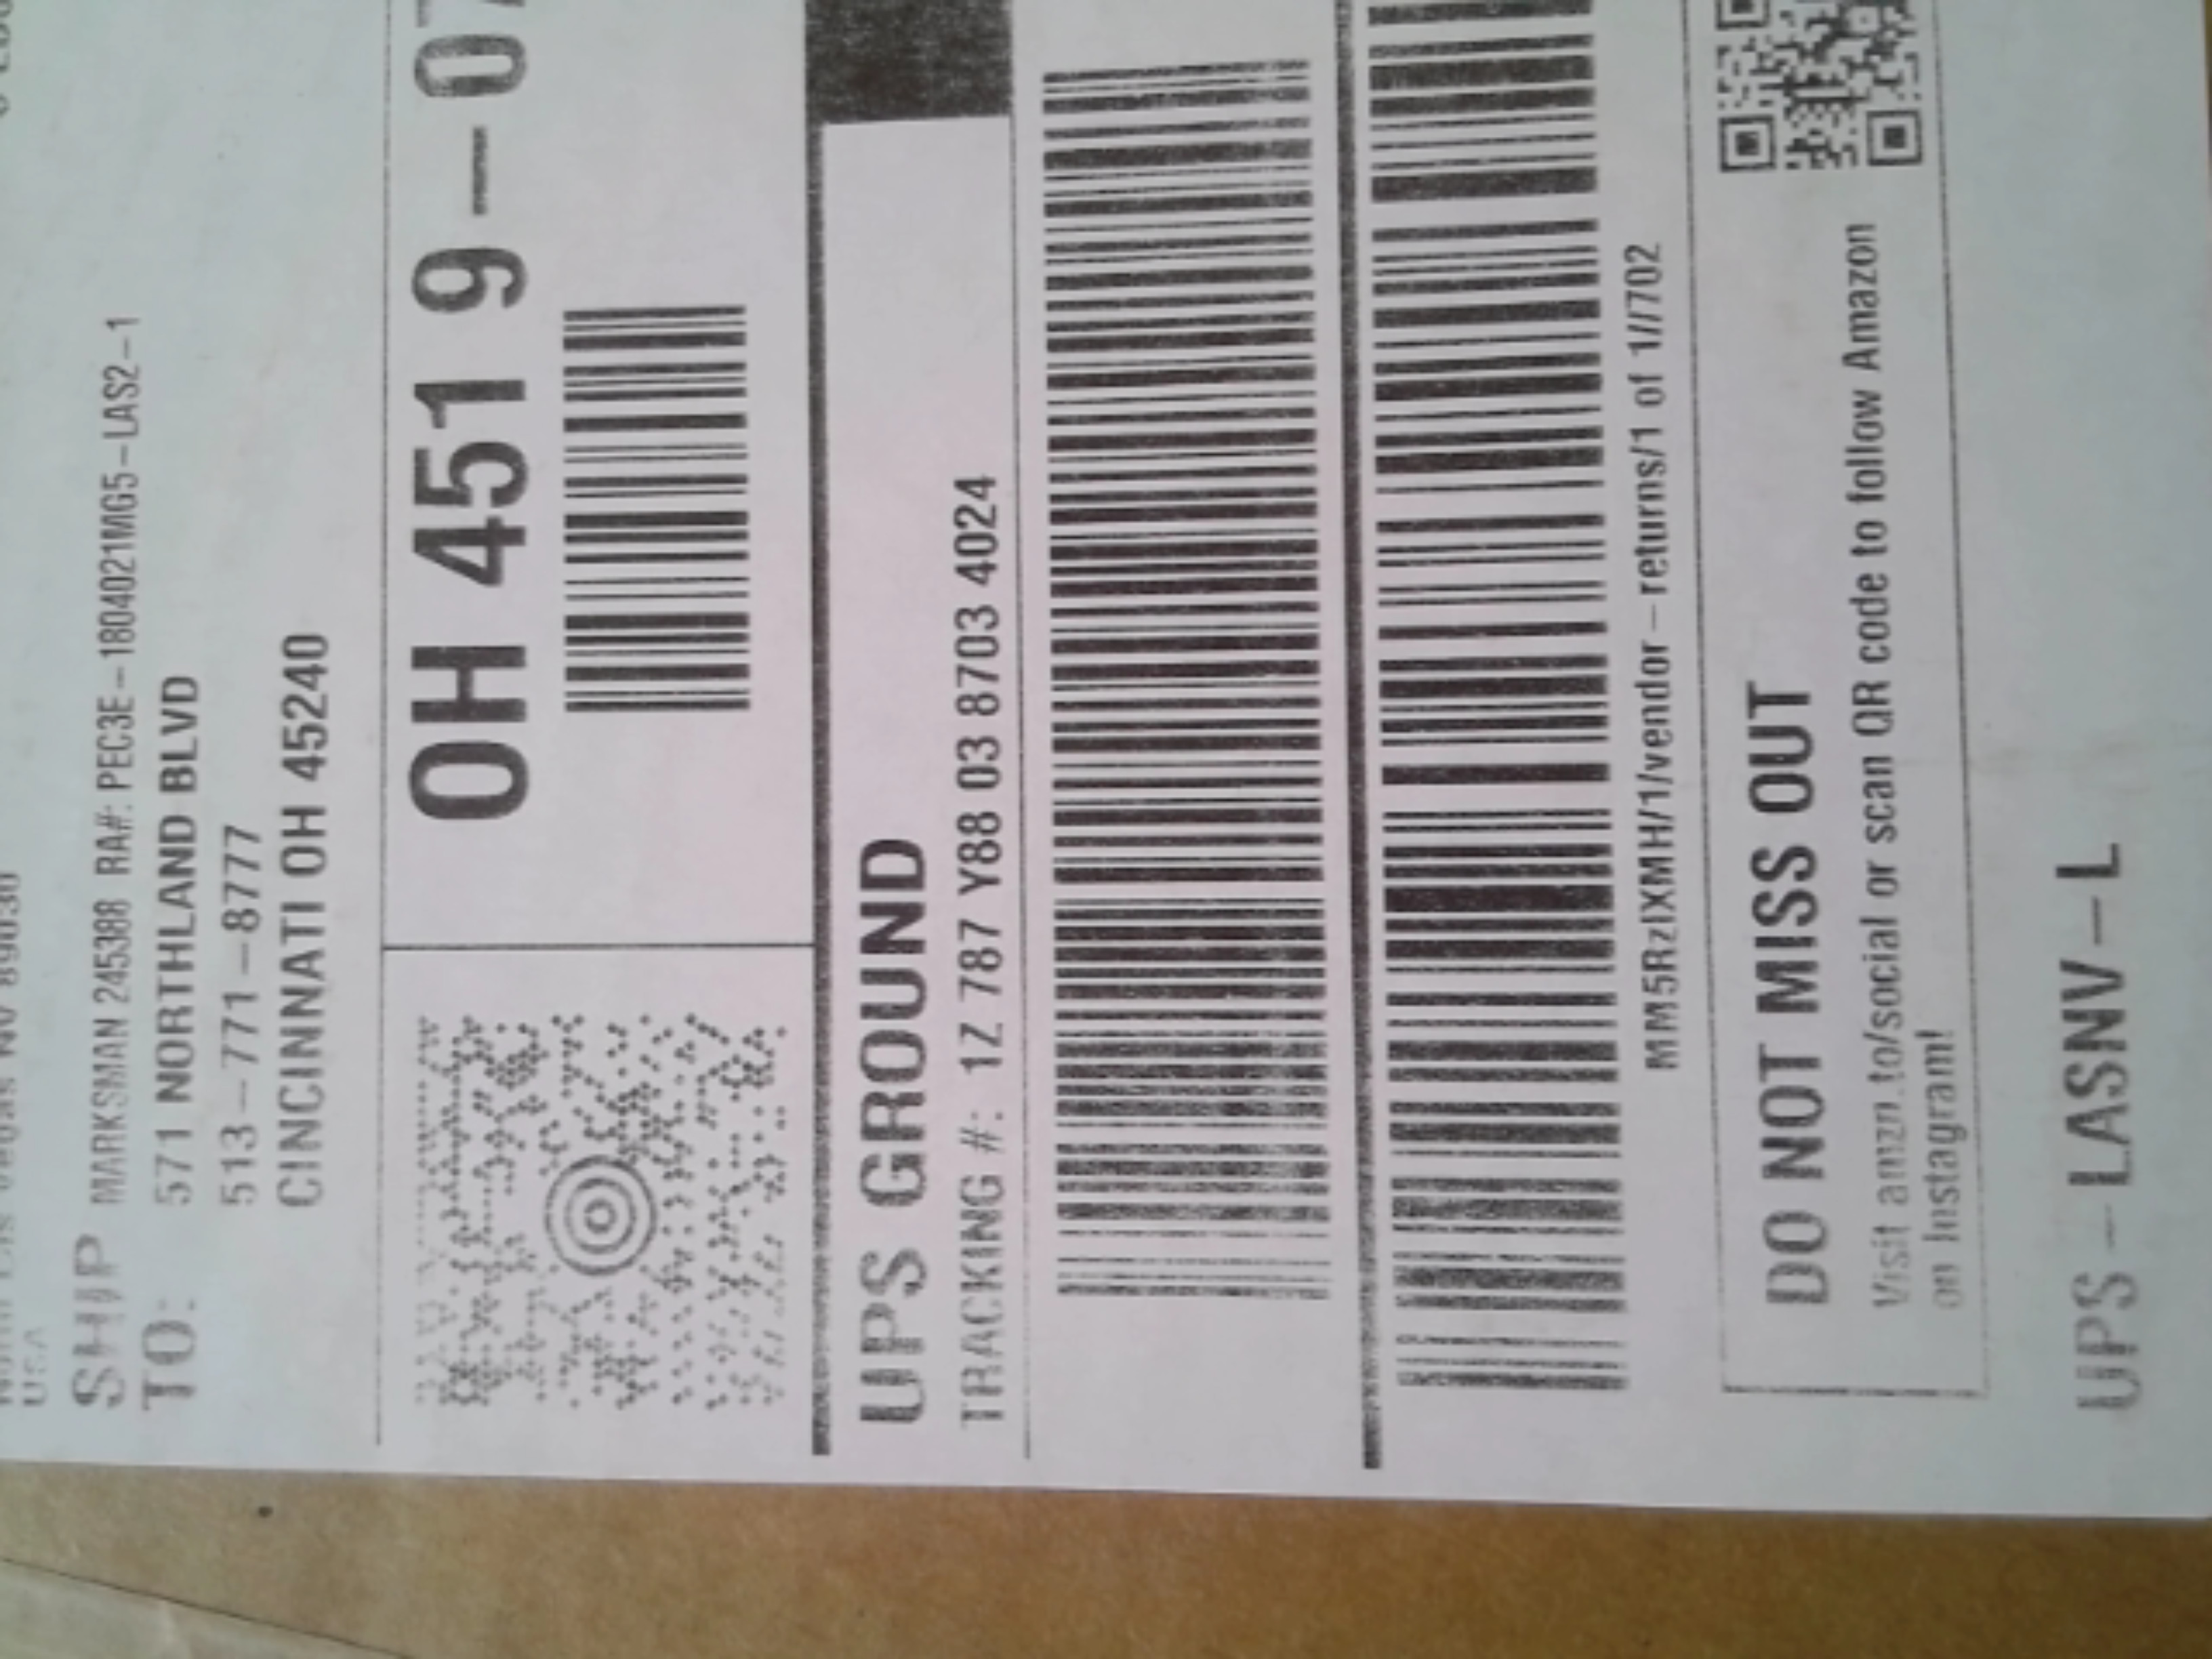 USA
SHIP
TO:
MARKSMAN 245388 RA#: PEC3E-1804021MG5-LAS2-1
571 NORTHLAND BLVD
513-771-8777
CINCINNATI OH 45240
OH 451 9-07
UPS GROUND
TRACKING #: 1Z 787 Y88 03 8703 4024
MM5RzIXMH/1/vendor-returns/1 of 1//702
DO NOT MISS OUT
Visit amzn.to/social or scan QR code to follow Amazon
on Instagram!
UPS-LASNV-L